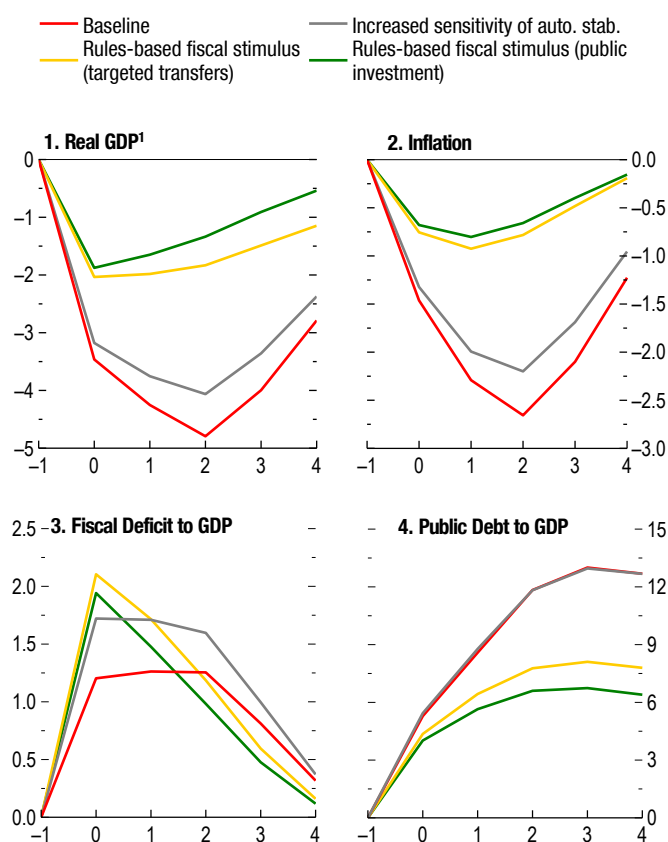 Baseline
Increased sensitivity of auto. stab.
Rules-based fiscal stimulus
(targeted transfers)
Rules-based fiscal stimulus (public
investment)
1. Real GDP¹
0
–1
–2
–3
–4
–5
–1 0 1 2 3 4
2. Inflation
0.0
–0.5
–1.0
–1.5
–2.0
–2.5
–3.0
–1 0 1 2 3 4
3. Fiscal Deficit to GDP
2.5
2.0
1.5
1.0
0.5
0.0
–1 0 1 2 3 4
4. Public Debt to GDP
15
12
9
6
3
0
–1 0 1 2 3 4